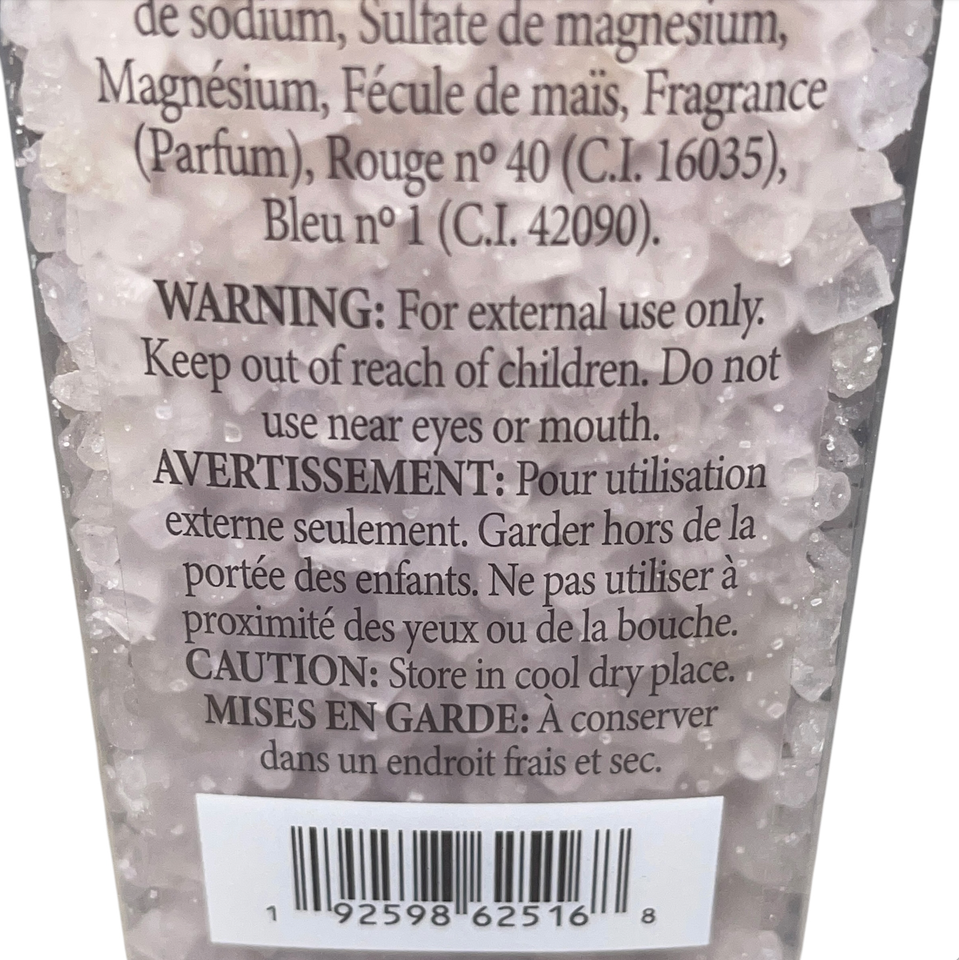 de sodium, Sulfate de magnesium,
Magnésium, Fécule de maïs, Fragrance
(Parfum), Rouge nº 40 (C.I. 16035),
Bleu nº 1 (C.I. 42090).
WARNING: For external use only.
Keep out of reach of children. Do not
use near eyes or mouth.
AVERTISSEMENT: Pour utilisation
externe seulement. Garder hors de la
portée des enfants. Ne pas utiliser à
proximité des yeux ou de la bouche.
CAUTION: Store in cool dry place.
MISES EN GARDE: À conserver
dans un endroit frais et sec.
1 92598 62516 8